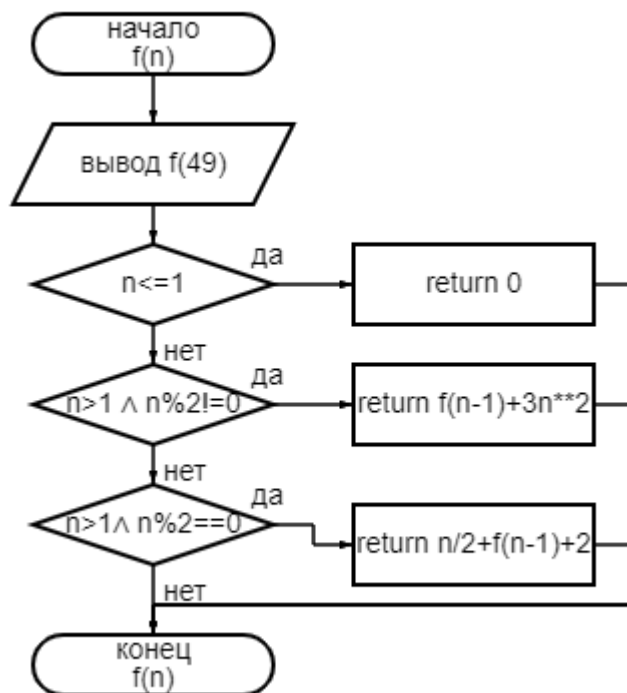 начало
f(n)
вывод f(49)
да
n<=1
return 0
нет
да
n>1 ∧ n%2!=0
return f(n-1)+3n**2
нет
да
n>1∧ n%2==0
return n/2+f(n-1)+2
нет
конец
f(n)